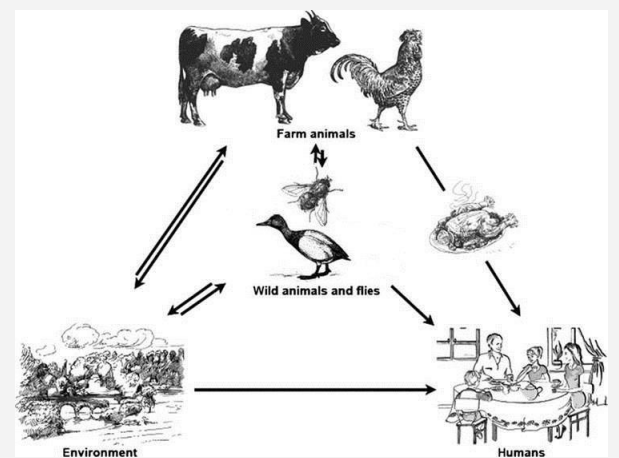 Farm animals
Wild animals and flies
Environment
Humans